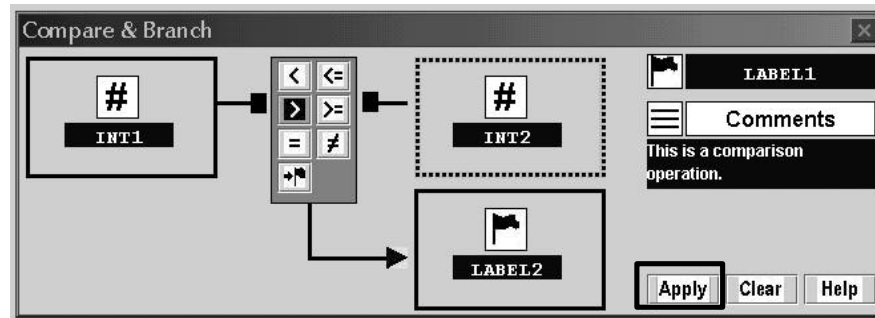 Compare & Branch
#
INT1
< <=
> >=
= ≠
#
INT2
LABEL2
LABEL1
Comments
This is a comparison
operation.
Apply Clear Help